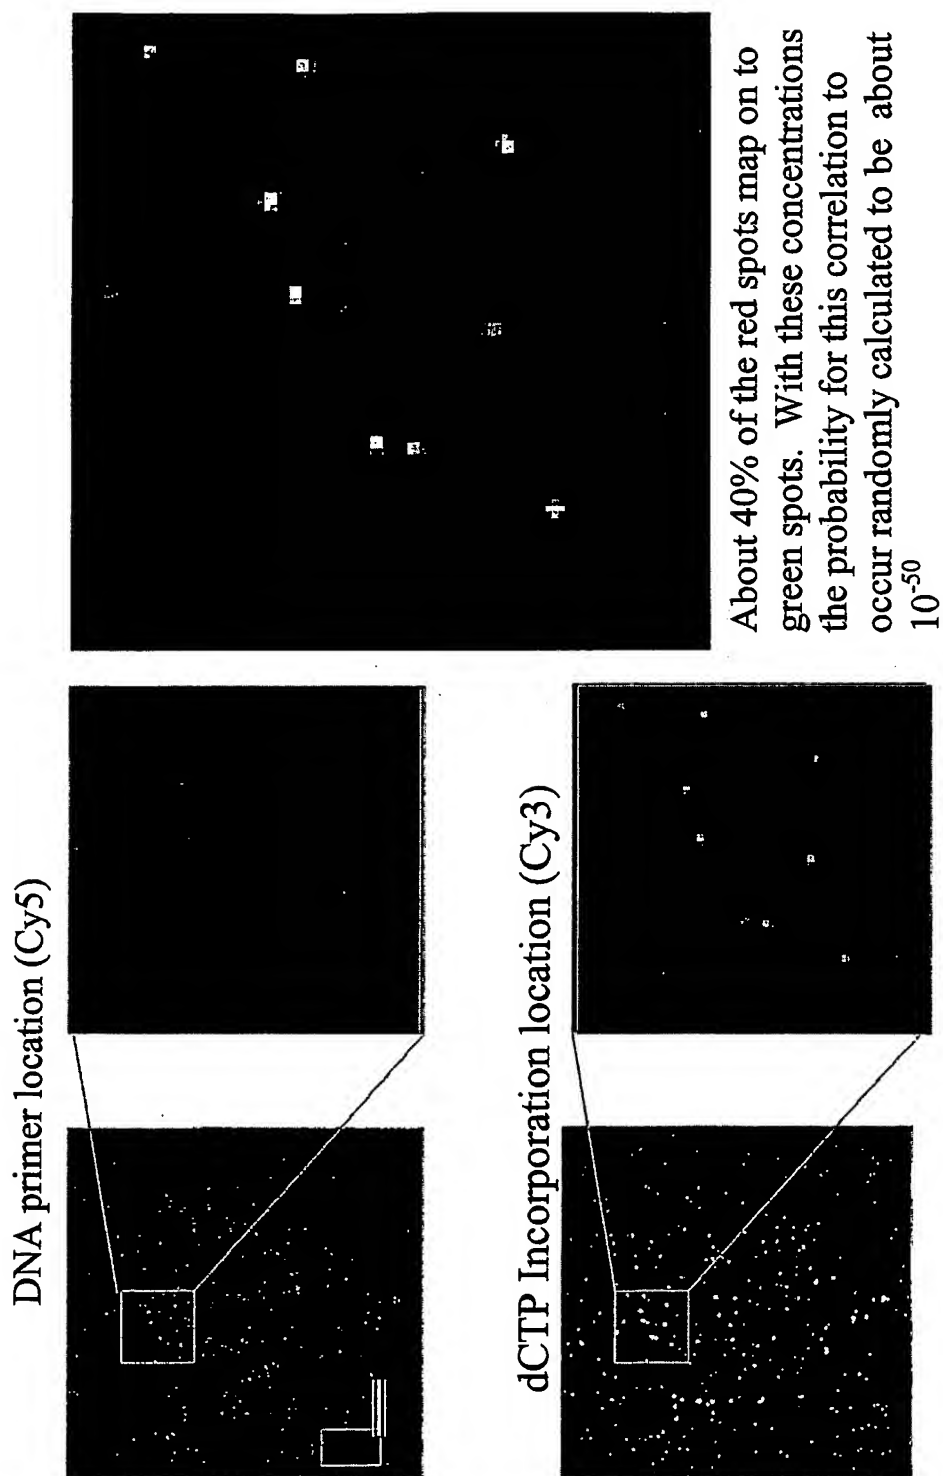 DNA primer location (Cy5)
dCTP Incorporation location (Cy3)
About 40% of the red spots map on to
green spots. With these concentrations
the probability for this correlation to
occur randomly calculated to be about
10⁻⁵⁰